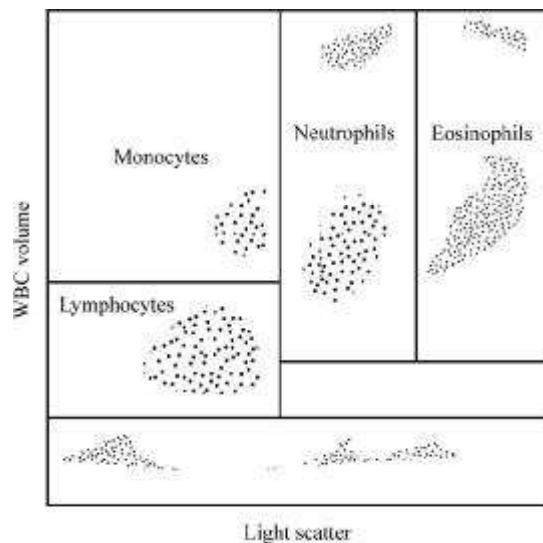 Neutrophils
Eosinophils
Monocytes
Lymphocytes
WBC volume
Light scatter